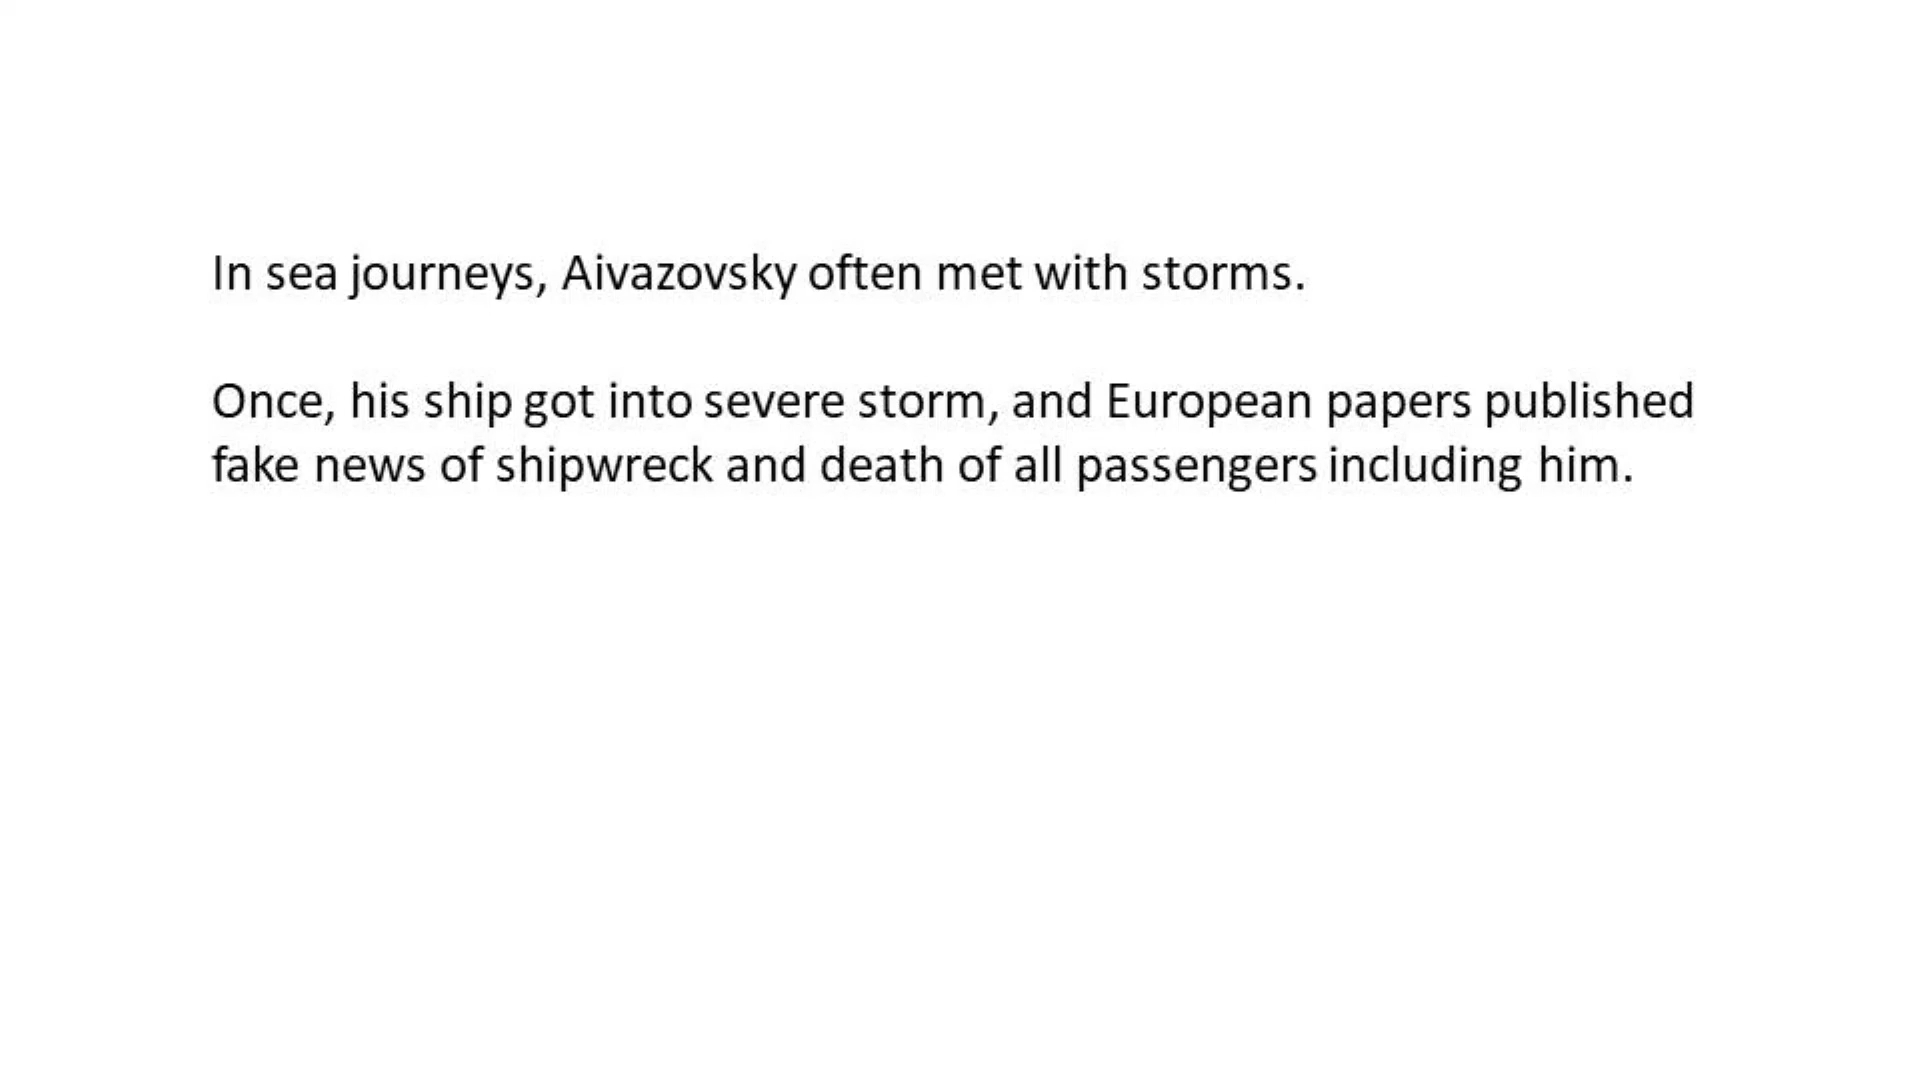 In sea journeys, Aivazovsky often met with storms.
Once, his ship got into severe storm, and European papers published
fake news of shipwreck and death of all passengers including him.